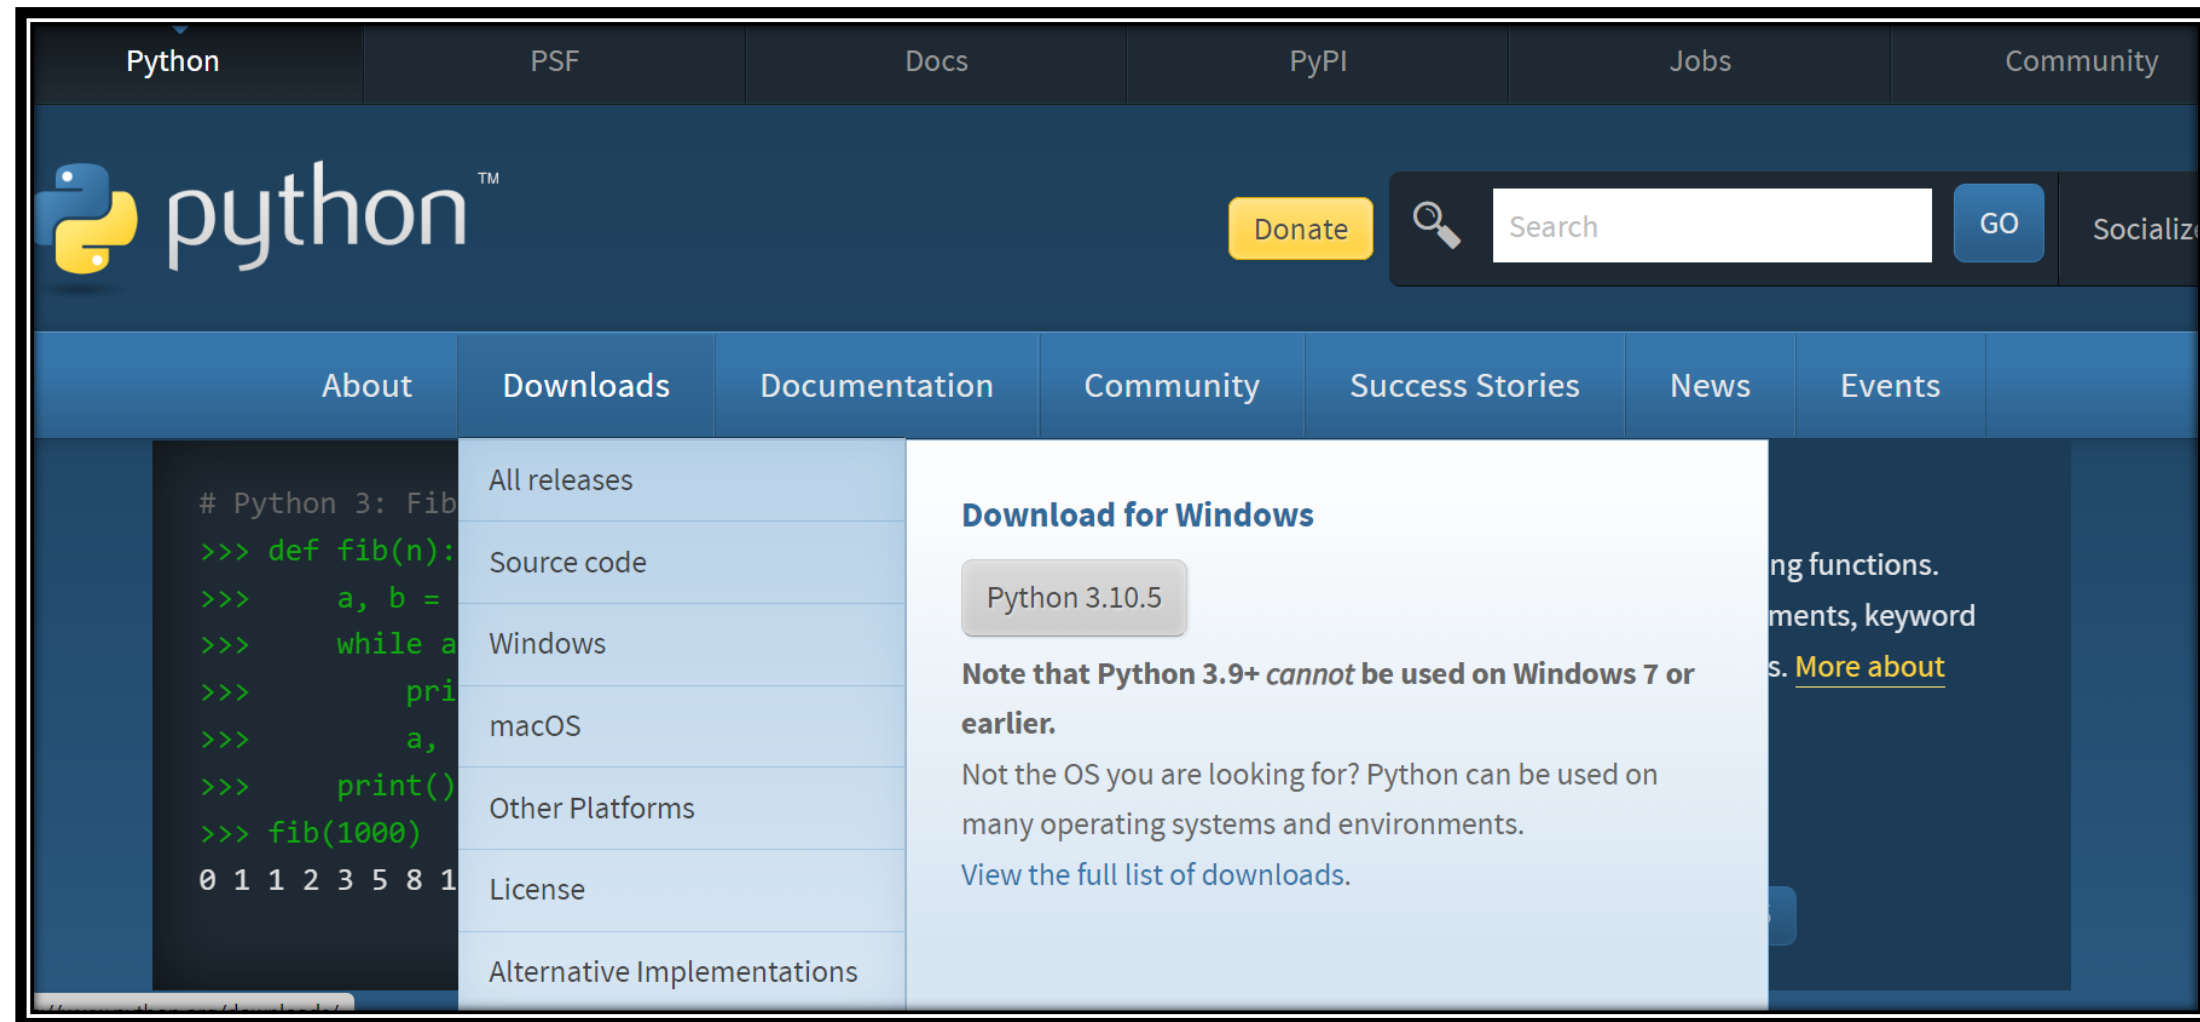 Python PSF Docs PyPI Jobs Community
python™
Donate Search GO Socialize
About Downloads Documentation Community Success Stories News Events
# Python 3: Fib
>>> def fib(n):
>>>     a, b =
>>>     while a
>>>         pri
>>>         a,
>>>     print()
>>> fib(1000)
0 1 1 2 3 5 8 1
All releases
Source code
Windows
macOS
Other Platforms
License
Alternative Implementations
Download for Windows
Python 3.10.5
Note that Python 3.9+ cannot be used on Windows 7 or
earlier.
Not the OS you are looking for? Python can be used on
many operating systems and environments.
View the full list of downloads.
ng functions.
ments, keyword
s. More about